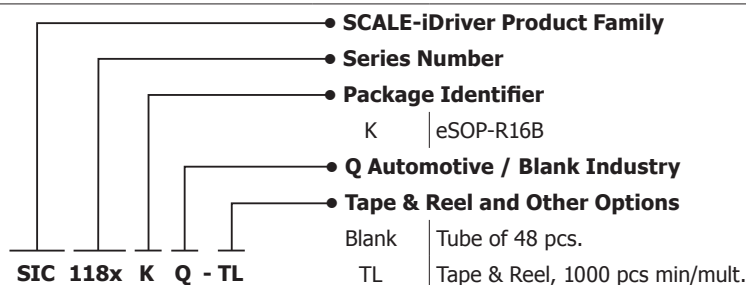 SCALE-iDriver Product Family
Series Number
Package Identifier
K eSOP-R16B
Q Automotive / Blank Industry
Tape & Reel and Other Options
Blank Tube of 48 pcs.
TL Tape & Reel, 1000 pcs min/mult.
SIC 118x K Q - TL